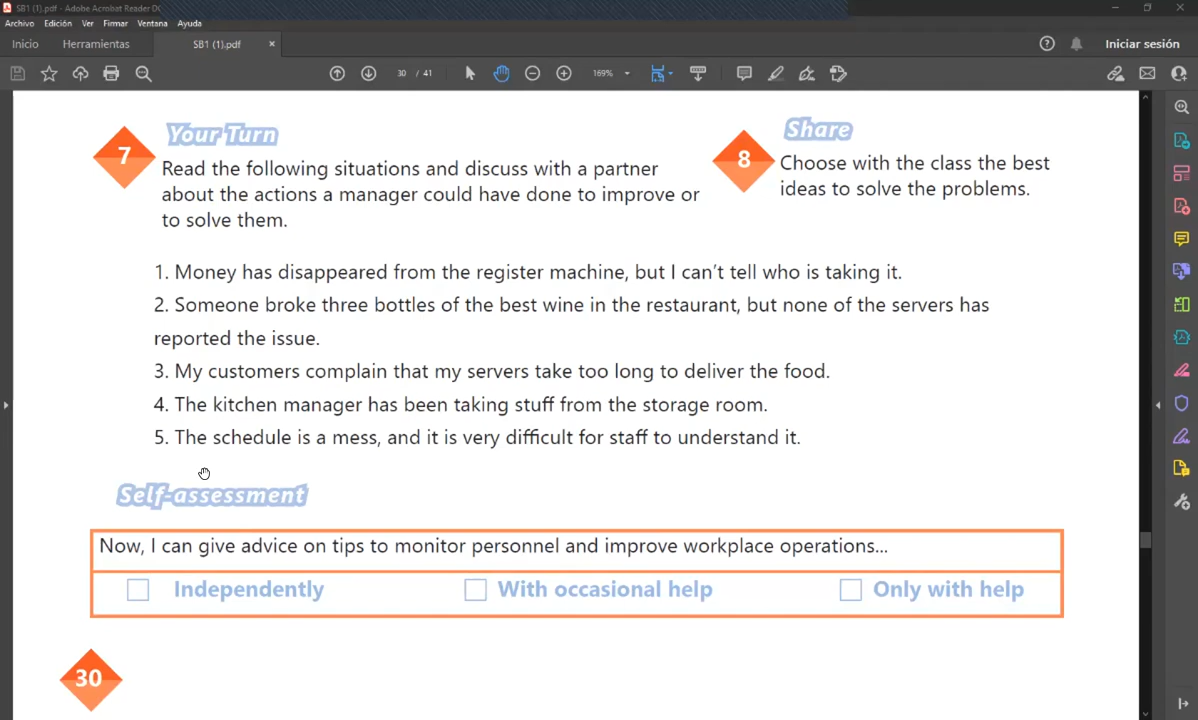 SB1 (1).pdf - Adobe Acrobat Reader DC
Archivo Edición Ver Firmar Ventana Ayuda
Inicio Herramientas SB1 (1).pdf × Iniciar sesión
30 / 41 169%
7
Your Turn
Read the following situations and discuss with a partner
about the actions a manager could have done to improve or
to solve them.
8
Share
Choose with the class the best
ideas to solve the problems.
1. Money has disappeared from the register machine, but I can't tell who is taking it.
2. Someone broke three bottles of the best wine in the restaurant, but none of the servers has
reported the issue.
3. My customers complain that my servers take too long to deliver the food.
4. The kitchen manager has been taking stuff from the storage room.
5. The schedule is a mess, and it is very difficult for staff to understand it.
Self-assessment
Now, I can give advice on tips to monitor personnel and improve workplace operations...
Independently With occasional help Only with help
30